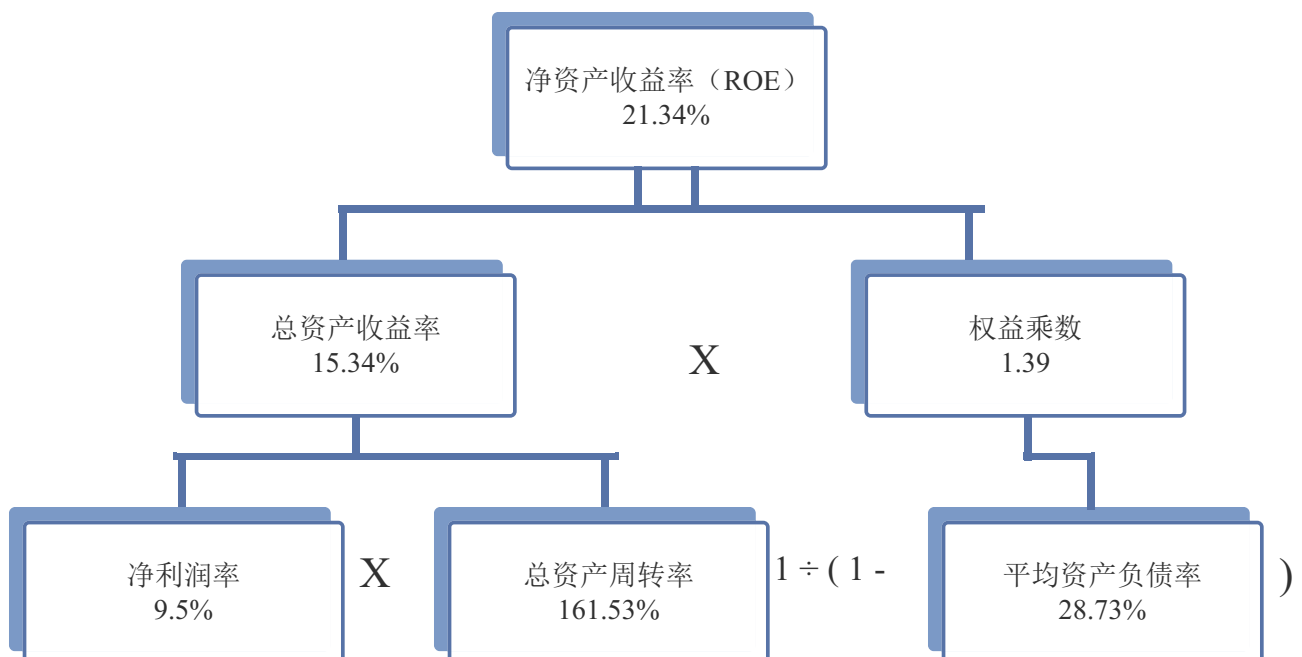 净资产收益率（ROE）
21.34%
总资产收益率
15.34%
X
权益乘数
1.39
净利润率
9.5%
X
总资产周转率
161.53%
1 ÷ ( 1 -
平均资产负债率
28.73%
)